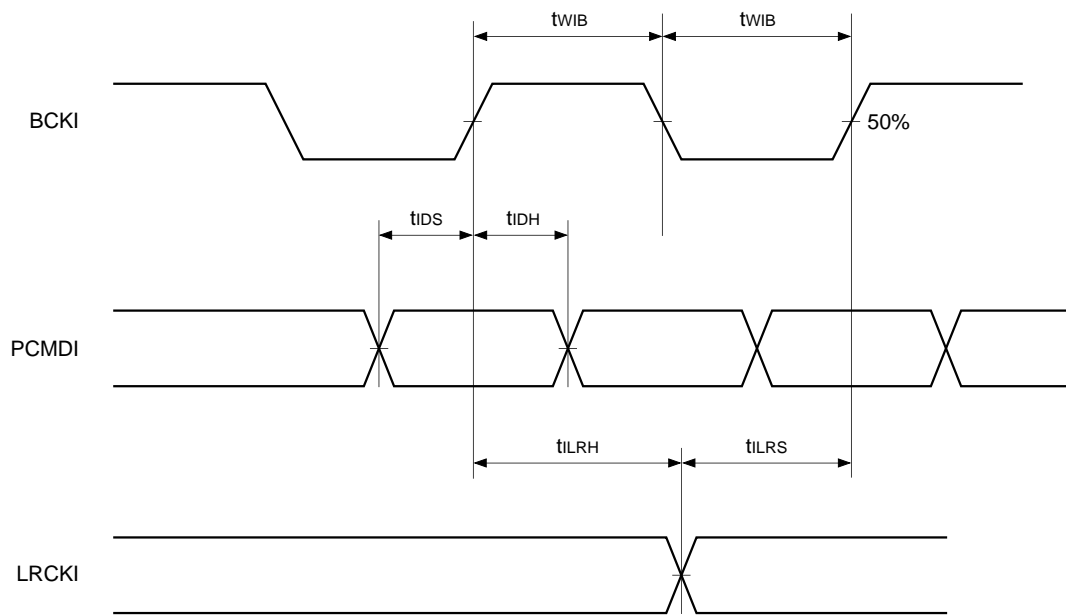 tWIB tWIB
BCKI
50%
tIDS tIDH
PCMDI
tILRH tILRS
LRCKI